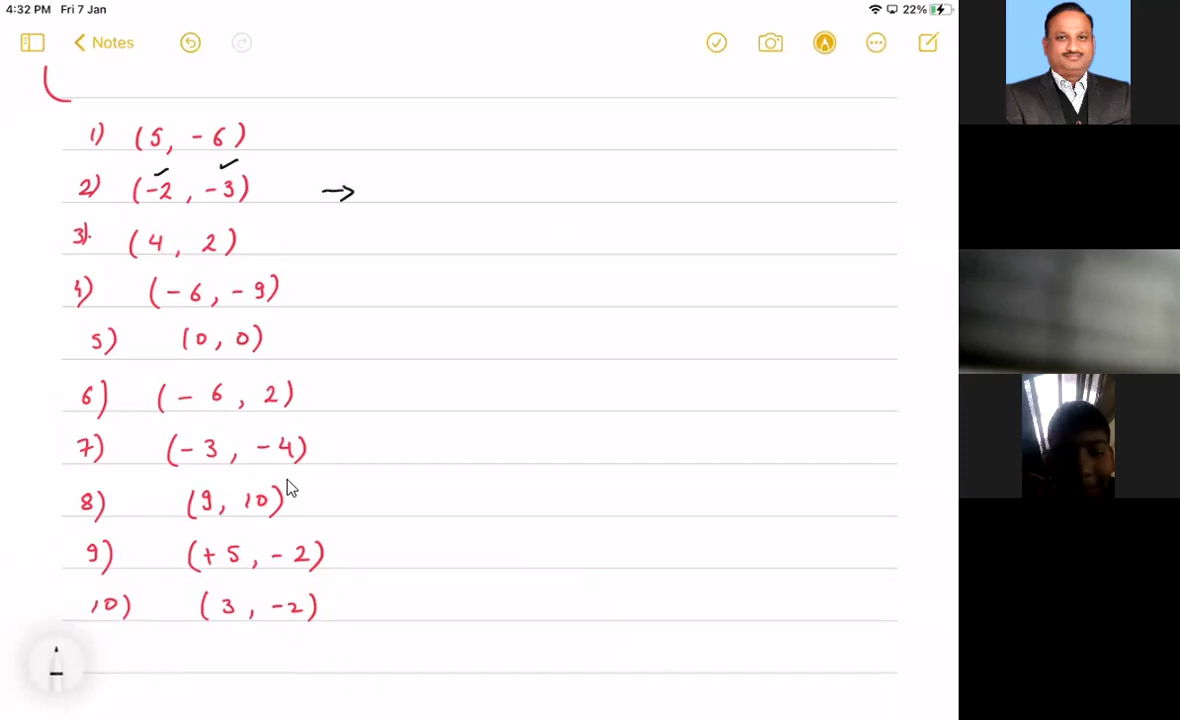 4:32 PM Fri 7 Jan 22%
Notes
1) (5, -6)
2) (-2, -3) →
3). (4, 2)
4) (-6, -9)
5) (0, 0)
6) (-6, 2)
7) (-3, -4)
8) (9, 10)
9) (+5, -2)
10) (3, -2)